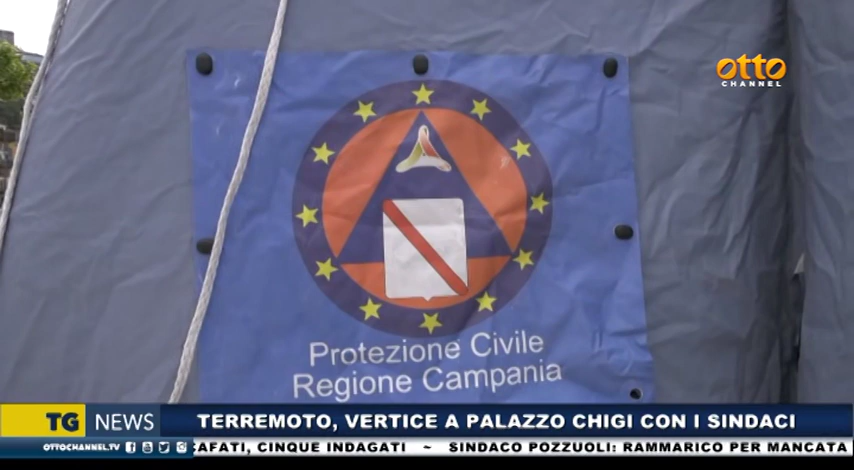 otto
CHANNEL
Protezione Civile
Regione Campania
TG NEWS
TERREMOTO, VERTICE A PALAZZO CHIGI CON I SINDACI
OTTOCHANNEL.TV
CAFATI, CINQUE INDAGATI ~ SINDACO POZZUOLI: RAMMARICO PER MANCATA